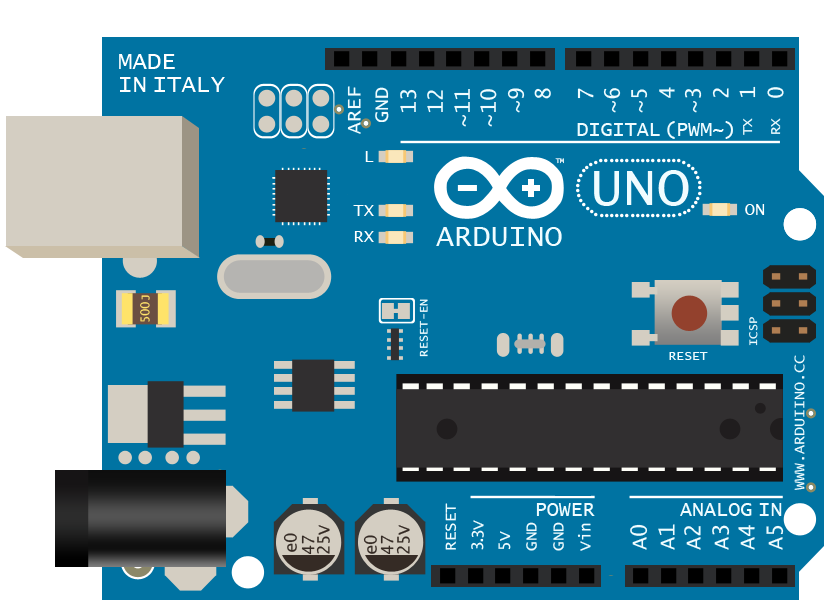 MADE
IN ITALY
AREF
GND
13
12
~11
~10
~9
8
7
~6
~5
4
~3
2
TX 1
RX 0
DIGITAL (PWM~)
L
TX
RX
™
UNO
ON
ARDUINO
500J
RESET-EN
ICSP
RESET
WWW.ARDUINO.CC
POWER
ANALOG IN
RESET
3.3V
5V
GND
GND
Vin
A0
A1
A2
A3
A4
A5
e0
47
25v
e0
47
25v